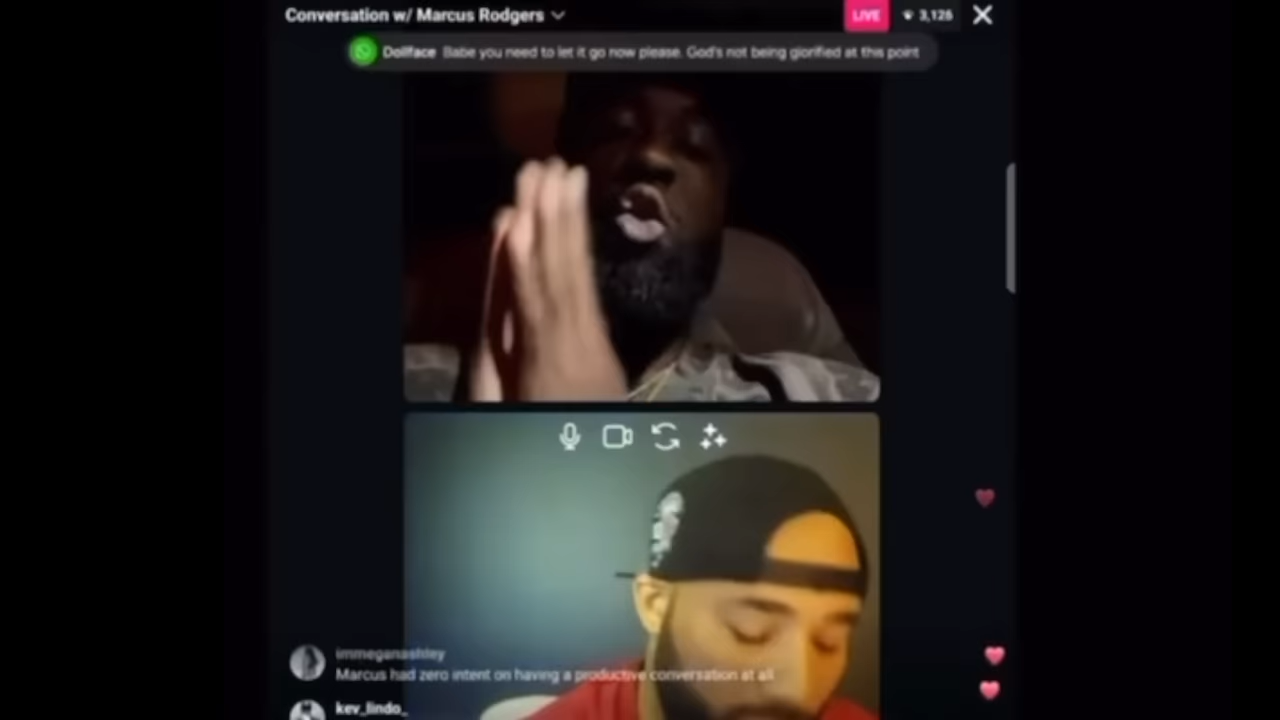 Conversation w/ Marcus Rodgers
LIVE
3,126
Dollface Babe you need to let it go now please. God's not being glorified at this point
immeganashley
Marcus had zero intent on having a productive conversation at all
kev_lindo_